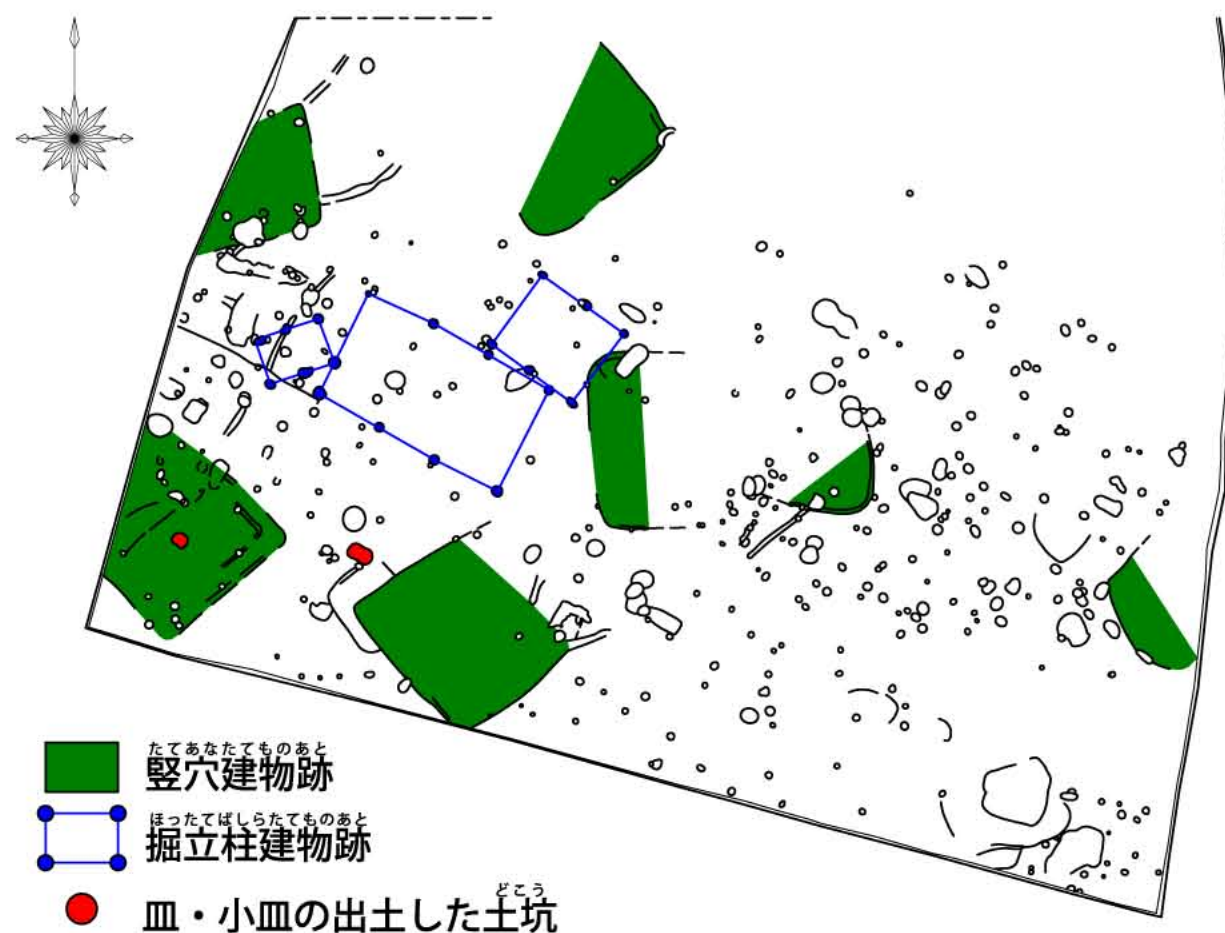 たてあなたてものあと
竪穴建物跡
ほったてばしらたてものあと
掘立柱建物跡
どこう
皿・小皿の出土した土坑